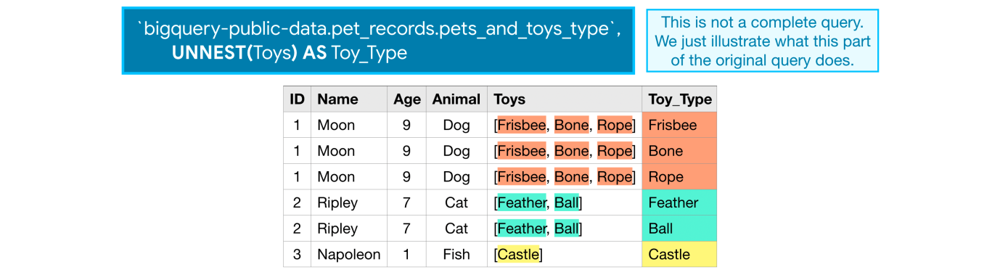 `bigquery-public-data.pet_records.pets_and_toys_type`,
UNNEST(Toys) AS Toy_Type
This is not a complete query.
We just illustrate what this part
of the original query does.
ID Name Age Animal Toys Toy_Type
1 Moon 9 Dog [Frisbee, Bone, Rope] Frisbee
1 Moon 9 Dog [Frisbee, Bone, Rope] Bone
1 Moon 9 Dog [Frisbee, Bone, Rope] Rope
2 Ripley 7 Cat [Feather, Ball] Feather
2 Ripley 7 Cat [Feather, Ball] Ball
3 Napoleon 1 Fish [Castle] Castle